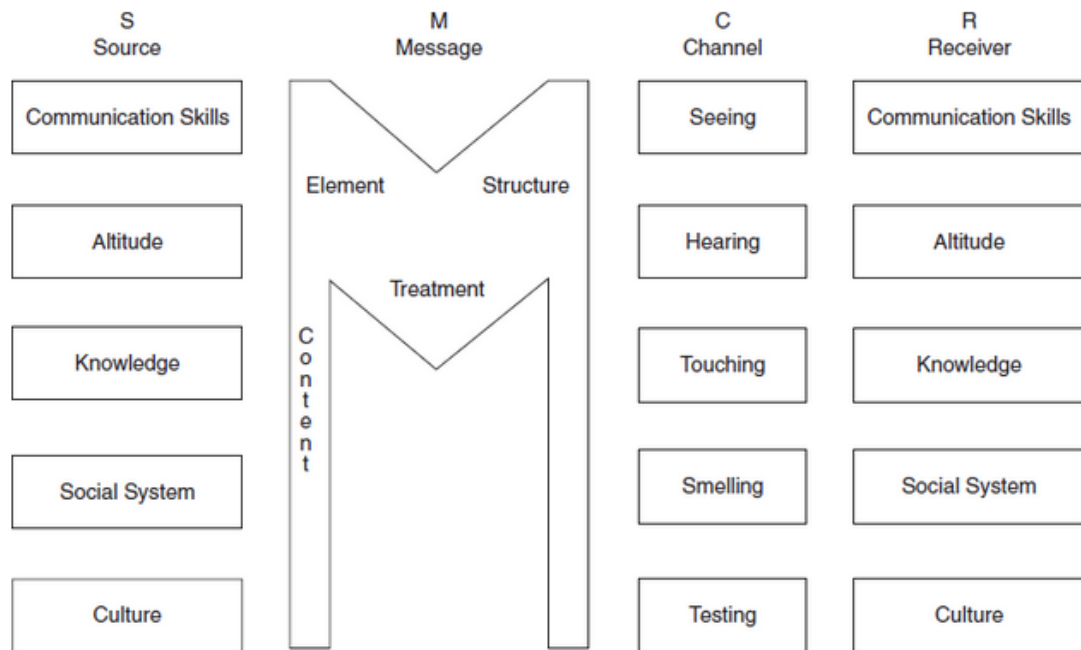 S
Source
M
Message
C
Channel
R
Receiver
Communication Skills
Seeing
Communication Skills
Element
Structure
Altitude
Hearing
Altitude
Treatment
Content
Knowledge
Touching
Knowledge
Social System
Smelling
Social System
Culture
Testing
Culture